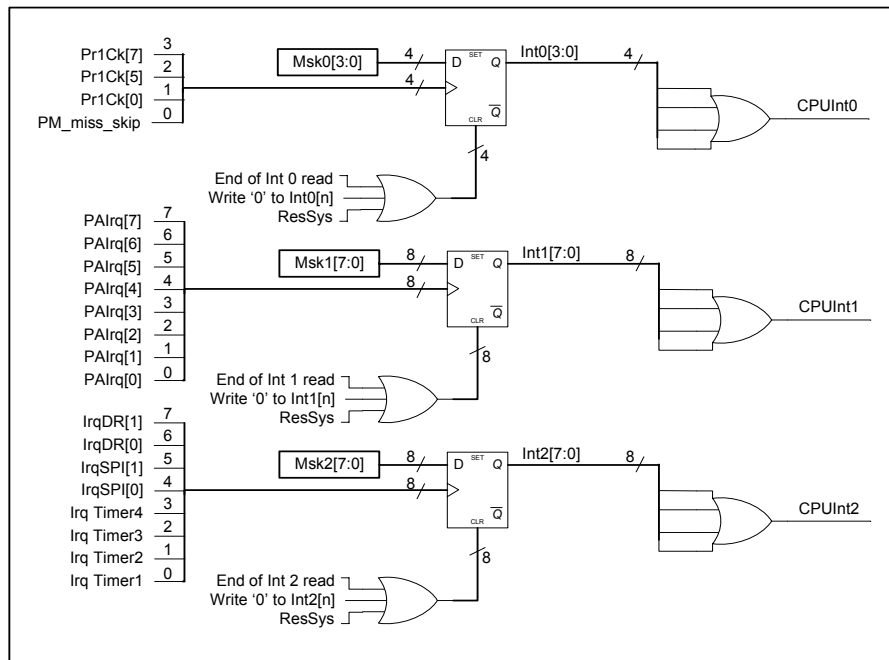 Pr1Ck[7] 3
Pr1Ck[5] 2
Pr1Ck[0] 1
PM_miss_skip 0
Msk0[3:0]
4
4
D SET Q
Q
CLR
4
Int0[3:0]
4
CPUInt0
End of Int 0 read
Write ‘0’ to Int0[n]
ResSys
PAIrq[7] 7
PAIrq[6] 6
PAIrq[5] 5
PAIrq[4] 4
PAIrq[3] 3
PAIrq[2] 2
PAIrq[1] 1
PAIrq[0] 0
Msk1[7:0]
8
8
D SET Q
Q
CLR
8
Int1[7:0]
8
CPUInt1
End of Int 1 read
Write ‘0’ to Int1[n]
ResSys
IrqDR[1] 7
IrqDR[0] 6
IrqSPI[1] 5
IrqSPI[0] 4
Irq Timer4 3
Irq Timer3 2
Irq Timer2 1
Irq Timer1 0
Msk2[7:0]
8
8
D SET Q
Q
CLR
8
Int2[7:0]
8
CPUInt2
End of Int 2 read
Write ‘0’ to Int2[n]
ResSys